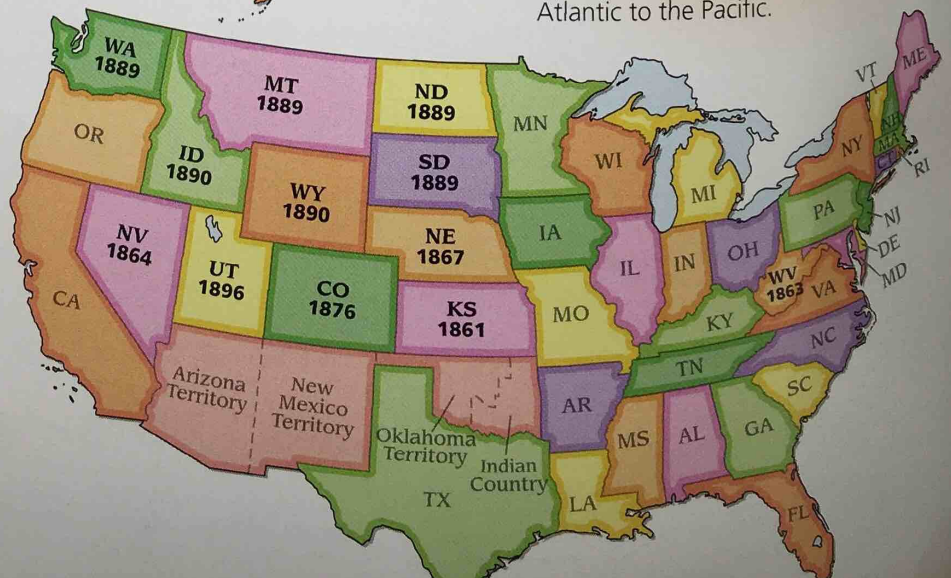 Atlantic to the Pacific.
WA
1889
MT
1889
ND
1889
MN
ME
VT
NH
MA
CT
RI
OR
ID
1890
SD
1889
WI
NY
WY
1890
MI
PA
NJ
DE
MD
NV
1864
UT
1896
NE
1867
IA
IL
IN
OH
WV
1863
VA
CA
CO
1876
KS
1861
MO
KY
NC
Arizona
Territory
New
Mexico
Territory
TN
SC
AR
Oklahoma
Territory
Indian
Country
MS
AL
GA
TX
LA
FL